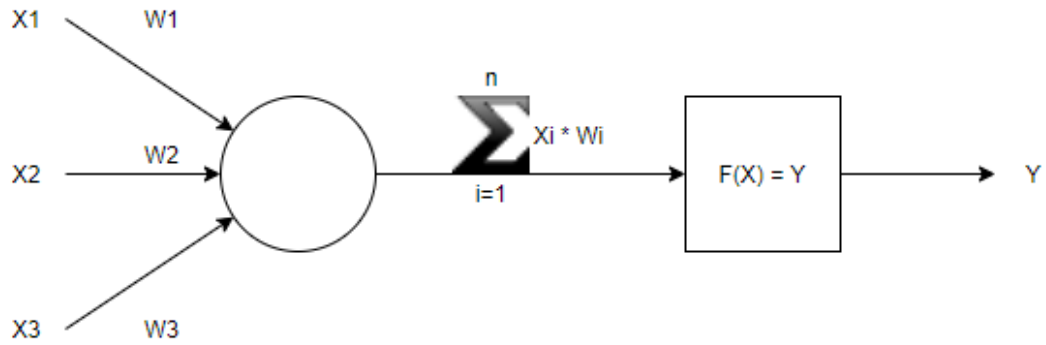 X1
W1
n
Σ Xi * Wi
i=1
X2
W2
F(X) = Y
Y
X3
W3